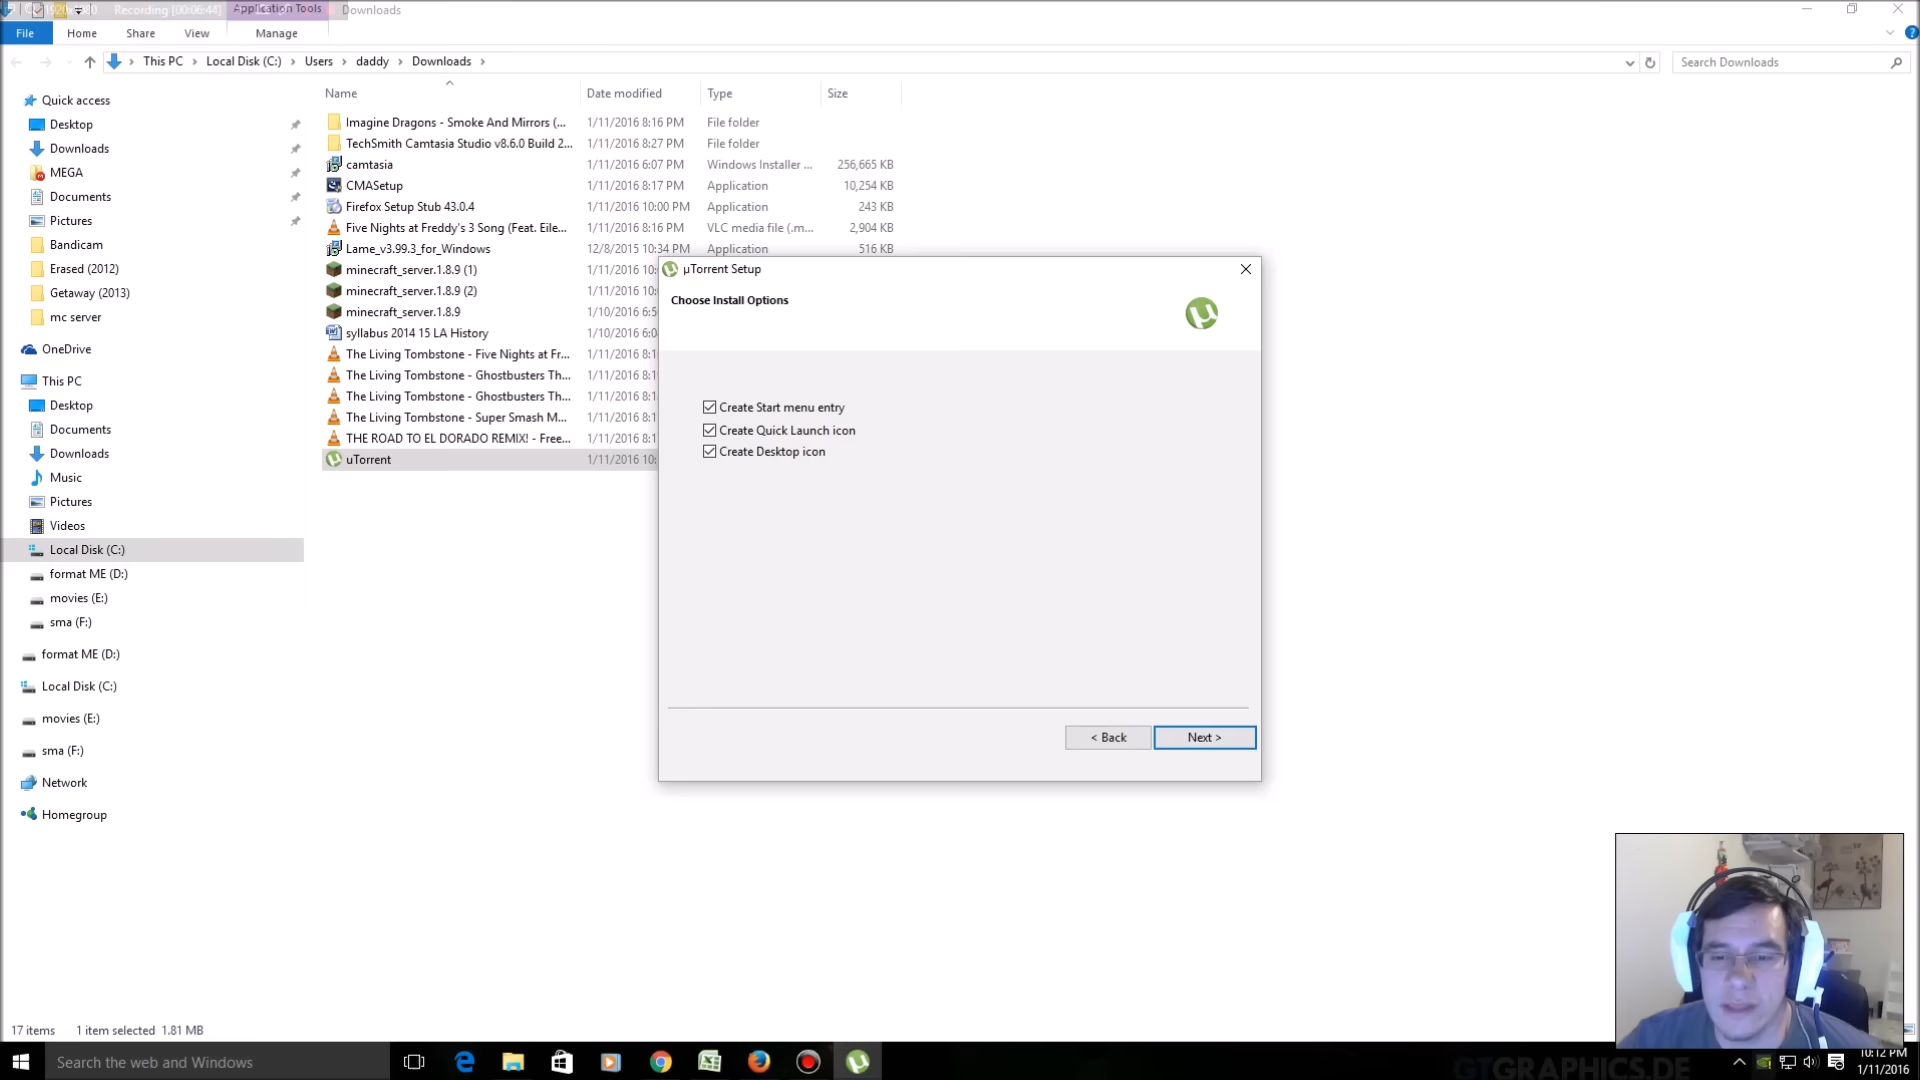 1920x1080 Recording [00:06:44] Application Tools Downloads
File Home Share View Manage
This PC Local Disk (C:) Users daddy Downloads Search Downloads
Name Date modified Type Size
Quick access
Desktop
Downloads
MEGA
Documents
Pictures
Bandicam
Erased (2012)
Getaway (2013)
mc server
OneDrive
This PC
Desktop
Documents
Downloads
Music
Pictures
Videos
Local Disk (C:)
format ME (D:)
movies (E:)
sma (F:)
format ME (D:)
Local Disk (C:)
movies (E:)
sma (F:)
Network
Homegroup
Imagine Dragons - Smoke And Mirrors (... 1/11/2016 8:16 PM File folder
TechSmith Camtasia Studio v8.6.0 Build 2... 1/11/2016 8:27 PM File folder
camtasia 1/11/2016 6:07 PM Windows Installer ... 256,665 KB
CMASetup 1/11/2016 8:17 PM Application 10,254 KB
Firefox Setup Stub 43.0.4 1/11/2016 10:00 PM Application 243 KB
Five Nights at Freddy's 3 Song (Feat. Eile... 1/11/2016 8:16 PM VLC media file (.m... 2,904 KB
Lame_v3.99.3_for_Windows 12/8/2015 10:34 PM Application 516 KB
minecraft_server.1.8.9 (1) 1/11/2016 10:
minecraft_server.1.8.9 (2) 1/11/2016 10:
minecraft_server.1.8.9 1/10/2016 6:5
syllabus 2014 15 LA History 1/10/2016 6:0
The Living Tombstone - Five Nights at Fr... 1/11/2016 8:1
The Living Tombstone - Ghostbusters Th... 1/11/2016 8:1
The Living Tombstone - Ghostbusters Th... 1/11/2016 8:1
The Living Tombstone - Super Smash M... 1/11/2016 8:1
THE ROAD TO EL DORADO REMIX! - Free... 1/11/2016 8:1
uTorrent 1/11/2016 10:
µTorrent Setup
Choose Install Options
Create Start menu entry
Create Quick Launch icon
Create Desktop icon
< Back Next >
17 items 1 item selected 1.81 MB
Search the web and Windows
GTGRAPHICS.DE
10:12 PM
1/11/2016